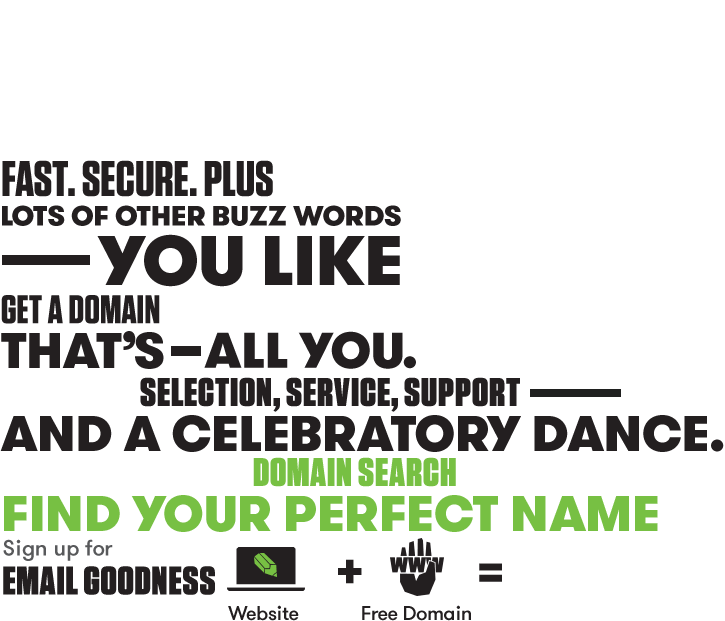 FAST. SECURE. PLUS
LOTS OF OTHER BUZZ WORDS
—YOU LIKE
GET A DOMAIN
THAT'S–ALL YOU.
SELECTION, SERVICE, SUPPORT —
AND A CELEBRATORY DANCE.
DOMAIN SEARCH
FIND YOUR PERFECT NAME
Sign up for
EMAIL GOODNESS
+ www =
Website Free Domain